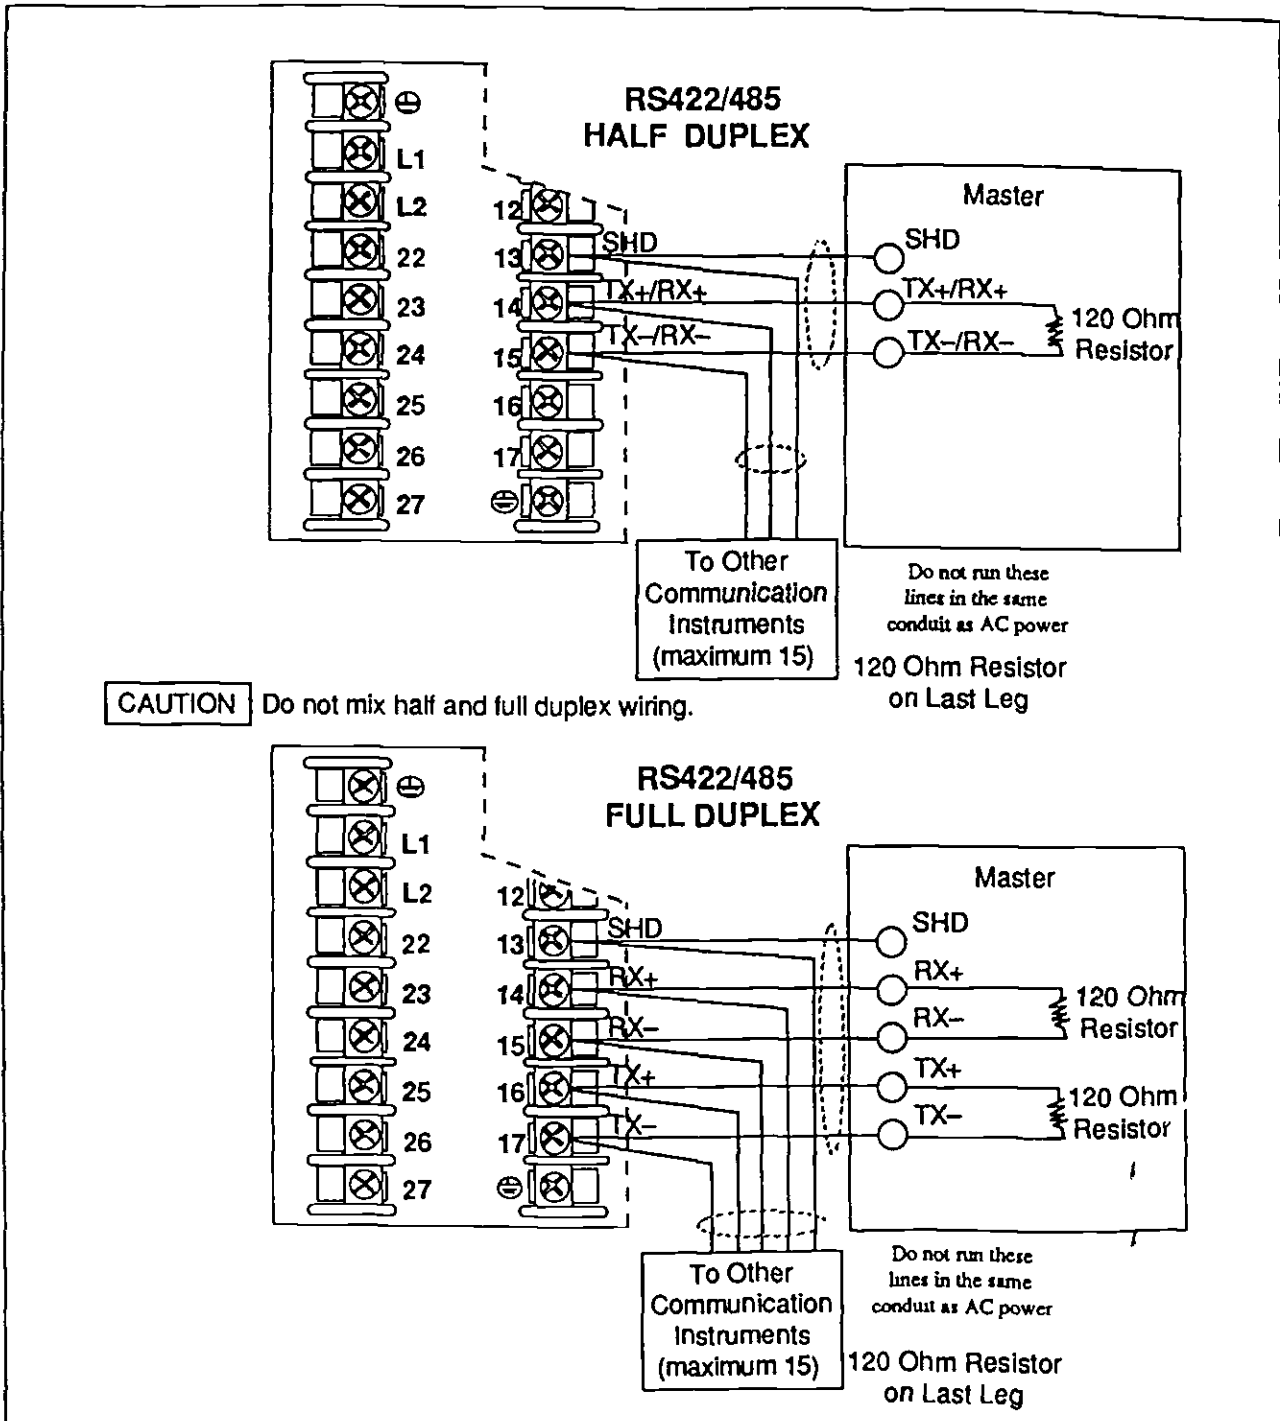 RS422/485
HALF DUPLEX
L1
L2
22
23
24
25
26
27
12
13
14
15
16
17
SHD
TX+/RX+
TX–/RX–
Master
SHD
TX+/RX+
TX–/RX–
120 Ohm
Resistor
To Other
Communication
Instruments
(maximum 15)
Do not run these
lines in the same
conduit as AC power
120 Ohm Resistor
on Last Leg
CAUTION Do not mix half and full duplex wiring.
RS422/485
FULL DUPLEX
L1
L2
22
23
24
25
26
27
12
13
14
15
16
17
SHD
RX+
RX–
TX+
TX–
Master
SHD
RX+
RX–
TX+
TX–
120 Ohm
Resistor
120 Ohm
Resistor
To Other
Communication
Instruments
(maximum 15)
Do not run these
lines in the same
conduit as AC power
120 Ohm Resistor
on Last Leg